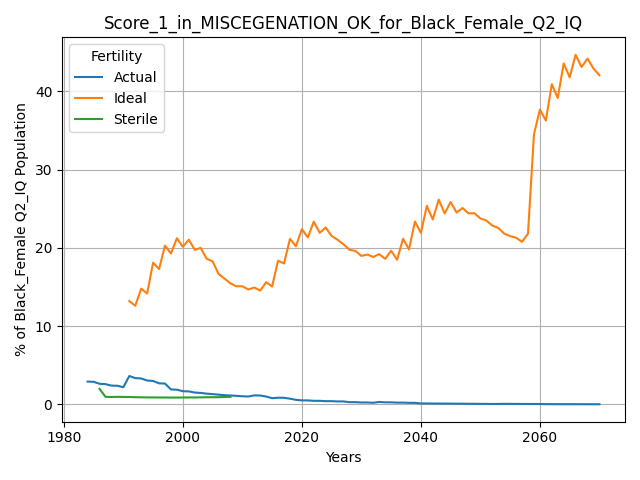 Score_1_in_MISCEGENATION_OK_for_Black_Female_Q2_IQ
Fertility
Actual
Ideal
Sterile
% of Black_Female Q2_IQ Population
40
30
20
10
0
1980
2000
2020
2040
2060
Years